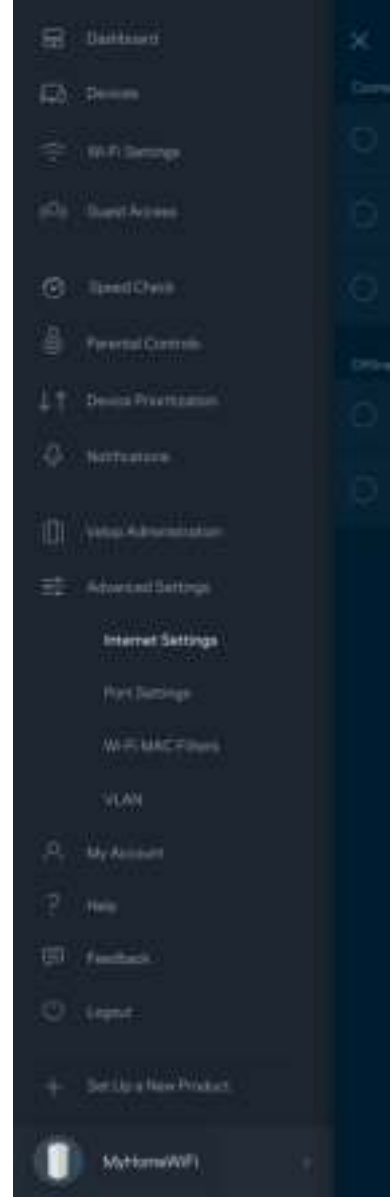 Dashboard
Devices
Wi-Fi Settings
Guest Access
Speed Check
Parental Controls
Device Prioritization
Notifications
Velop Administration
Advanced Settings
Internet Settings
Port Settings
Wi-Fi MAC Filters
VLAN
My Account
Help
Feedback
Logout
Set Up a New Product
MyHomeWiFi